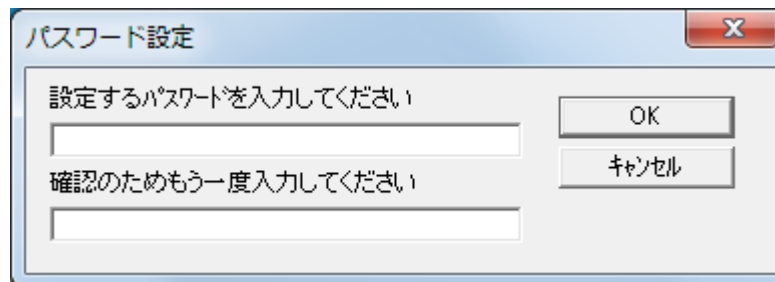 パスワード設定
設定するﾊﾟｽﾜｰﾄﾞを入力してください
OK
確認のためもう一度入力してください
ｷｬﾝｾﾙ